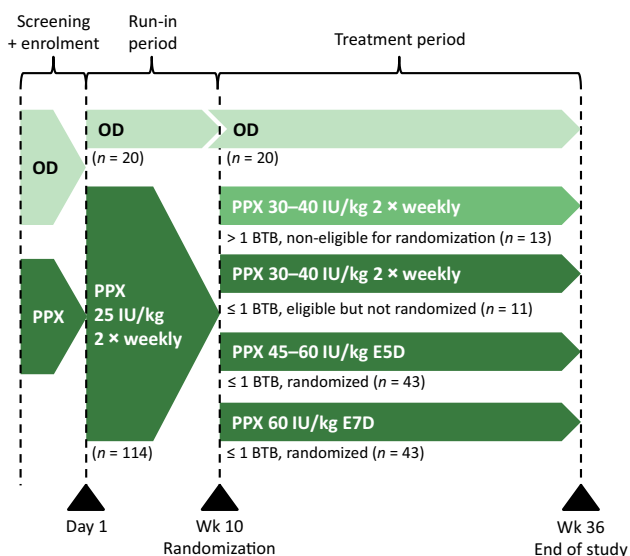 Screening
+ enrolment
Run-in
period
Treatment period
OD
OD
OD
(n = 20)
(n = 20)
PPX
PPX
25 IU/kg
2 × weekly
(n = 114)
PPX 30–40 IU/kg 2 × weekly
> 1 BTB, non-eligible for randomization (n = 13)
PPX 30–40 IU/kg 2 × weekly
≤ 1 BTB, eligible but not randomized (n = 11)
PPX 45–60 IU/kg E5D
≤ 1 BTB, randomized (n = 43)
PPX 60 IU/kg E7D
≤ 1 BTB, randomized (n = 43)
Day 1
Wk 10
Randomization
Wk 36
End of study